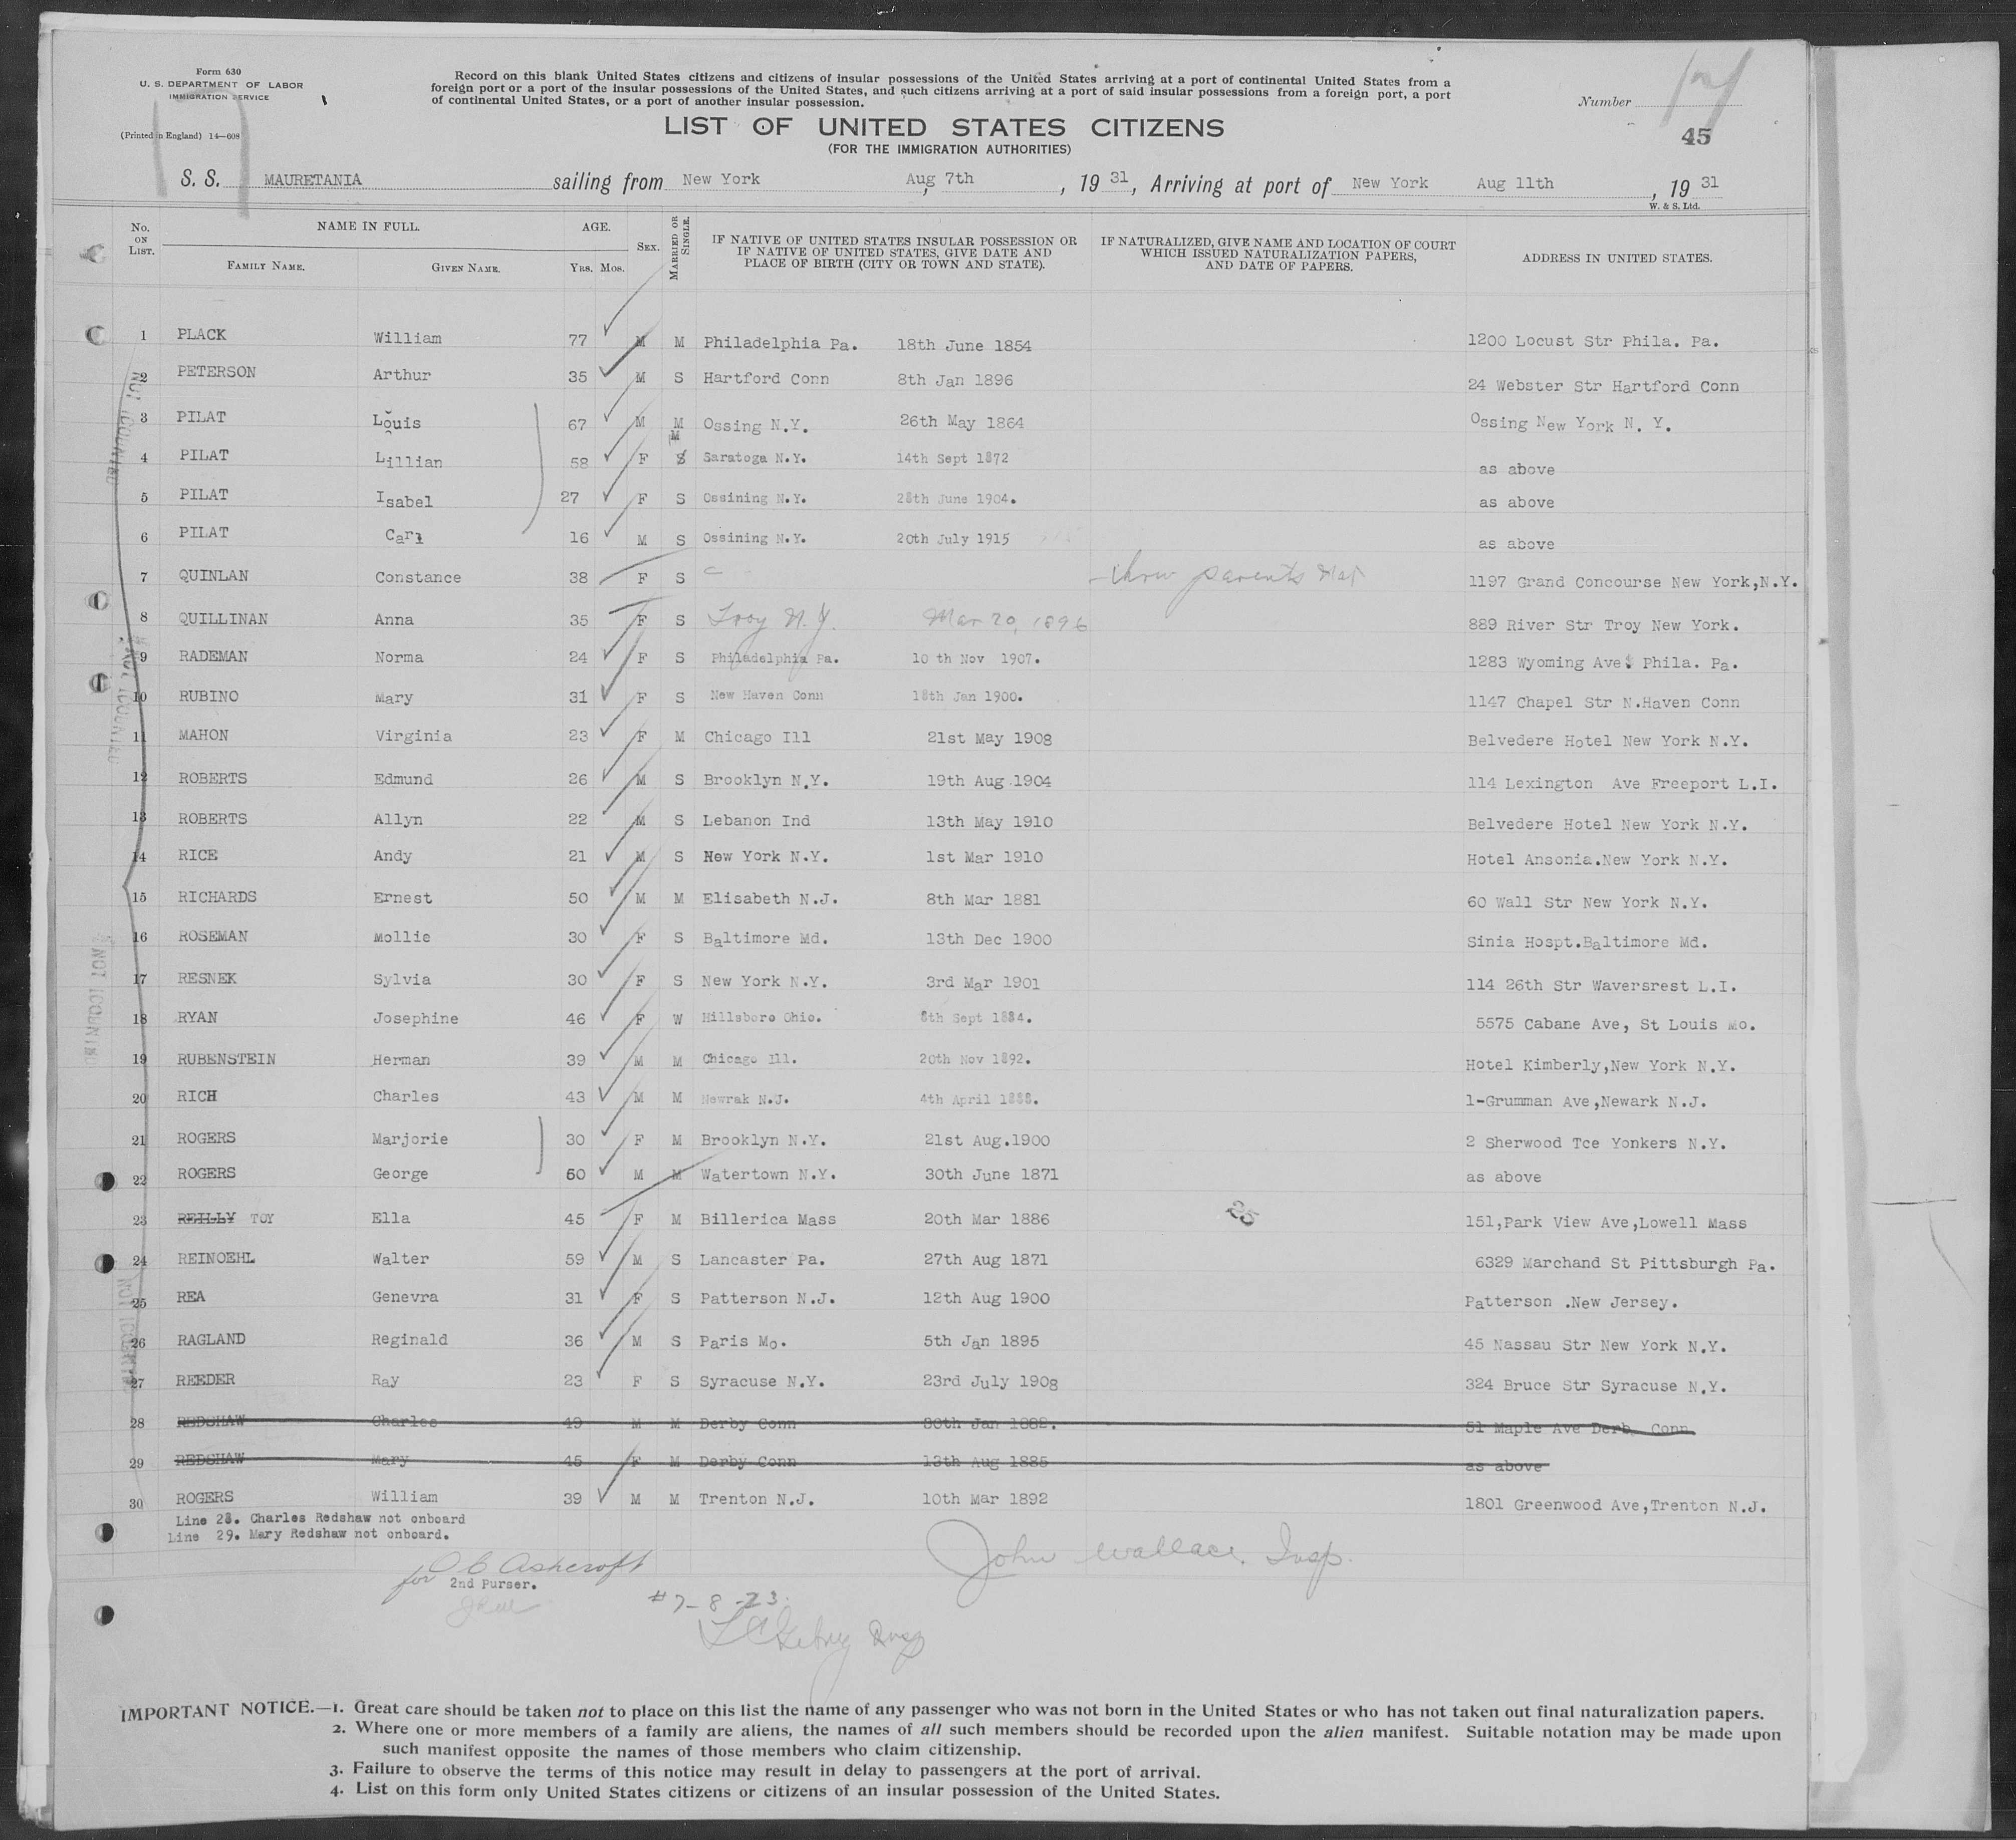 Form 630
U. S. DEPARTMENT OF LABOR
IMMIGRATION SERVICE
(Printed in England) 14—608
Record on this blank United States citizens and citizens of insular possessions of the United States arriving at a port of continental United States from a
foreign port or a port of the insular possessions of the United States, and such citizens arriving at a port of said insular possessions from a foreign port, a port
of continental United States, or a port of another insular possession.
Number
45
LIST OF UNITED STATES CITIZENS
(FOR THE IMMIGRATION AUTHORITIES)
S. S. MAURETANIA sailing from New York Aug 7th, 19 31, Arriving at port of New York Aug 11th, 19 31
W. & S. Ltd.
No. ON LIST. NAME IN FULL. FAMILY NAME. GIVEN NAME. AGE. YRS. MOS. SEX. MARRIED OR SINGLE. IF NATIVE OF UNITED STATES INSULAR POSSESSION OR IF NATIVE OF UNITED STATES, GIVE DATE AND PLACE OF BIRTH (CITY OR TOWN AND STATE). IF NATURALIZED, GIVE NAME AND LOCATION OF COURT WHICH ISSUED NATURALIZATION PAPERS, AND DATE OF PAPERS. ADDRESS IN UNITED STATES.
1 PLACK William 77 M M Philadelphia Pa. 18th June 1854 1200 Locust Str Phila. Pa.
2 PETERSON Arthur 35 M S Hartford Conn 8th Jan 1896 24 Webster Str Hartford Conn
3 PILAT Louis 67 M M Ossing N.Y. 26th May 1864 Ossing New York N. Y.
4 PILAT Lillian 58 F M S Saratoga N.Y. 14th Sept 1872 as above
5 PILAT Isabel 27 F S Ossining N.Y. 28th June 1904. as above
6 PILAT Carl 16 M S Ossining N.Y. 20th July 1915 as above
7 QUINLAN Constance 38 F S thru parents Nat 1197 Grand Concourse New York,N.Y.
8 QUILLINAN Anna 35 F S Troy N.Y. Mar 20, 1896 889 River Str Troy New York.
9 RADEMAN Norma 24 F S Philadelphia Pa. 10 th Nov 1907. 1283 Wyoming Ave. Phila. Pa.
10 RUBINO Mary 31 F S New Haven Conn 18th Jan 1900. 1147 Chapel Str N.Haven Conn
11 MAHON Virginia 23 F M Chicago Ill 21st May 1908 Belvedere Hotel New York N.Y.
12 ROBERTS Edmund 26 M S Brooklyn N.Y. 19th Aug 1904 114 Lexington Ave Freeport L.I.
13 ROBERTS Allyn 22 M S Lebanon Ind 13th May 1910 Belvedere Hotel New York N.Y.
14 RICE Andy 21 M S New York N.Y. 1st Mar 1910 Hotel Ansonia.New York N.Y.
15 RICHARDS Ernest 50 M M Elisabeth N.J. 8th Mar 1881 60 Wall Str New York N.Y.
16 ROSEMAN Mollie 30 F S Baltimore Md. 13th Dec 1900 Sinia Hospt.Baltimore Md.
17 RESNEK Sylvia 30 F S New York N.Y. 3rd Mar 1901 114 26th Str Waversrest L.I.
18 RYAN Josephine 46 F W Hillsboro Ohio. 8th Sept 1884. 5575 Cabane Ave, St Louis Mo.
19 RUBENSTEIN Herman 39 M M Chicago Ill. 20th Nov 1892. Hotel Kimberly,New York N.Y.
20 RICH Charles 43 M M Newrak N.J. 4th April 1888. 1-Grumman Ave,Newark N.J.
21 ROGERS Marjorie 30 F M Brooklyn N.Y. 21st Aug.1900 2 Sherwood Tce Yonkers N.Y.
22 ROGERS George 60 M M Watertown N.Y. 30th June 1871 as above
23 REILLY TOY Ella 45 F M Billerica Mass 20th Mar 1886 25 151,Park View Ave,Lowell Mass
24 REINOEHL Walter 59 M S Lancaster Pa. 27th Aug 1871 6329 Marchand St Pittsburgh Pa.
25 REA Genevra 31 F S Patterson N.J. 12th Aug 1900 Patterson .New Jersey.
26 RAGLAND Reginald 36 M S Paris Mo. 5th Jan 1895 45 Nassau Str New York N.Y.
27 REEDER Ray 23 F S Syracuse N.Y. 23rd July 1908 324 Bruce Str Syracuse N.Y.
28 REDSHAW Charles 49 M M Derby Conn 30th Jan 1882. 51 Maple Ave Derb Conn
29 REDSHAW Mary 45 F M Derby Conn 13th Aug 1885 as above
30 ROGERS William 39 M M Trenton N.J. 10th Mar 1892 1801 Greenwood Ave,Trenton N.J.
Line 28. Charles Redshaw not onboard
Line 29. Mary Redshaw not onboard.
John Wallace, Insp.
for O C Ashcroft
2nd Purser.
#7-8-23.
IMPORTANT NOTICE.—1. Great care should be taken not to place on this list the name of any passenger who was not born in the United States or who has not taken out final naturalization papers.
2. Where one or more members of a family are aliens, the names of all such members should be recorded upon the alien manifest. Suitable notation may be made upon
such manifest opposite the names of those members who claim citizenship.
3. Failure to observe the terms of this notice may result in delay to passengers at the port of arrival.
4. List on this form only United States citizens or citizens of an insular possession of the United States.